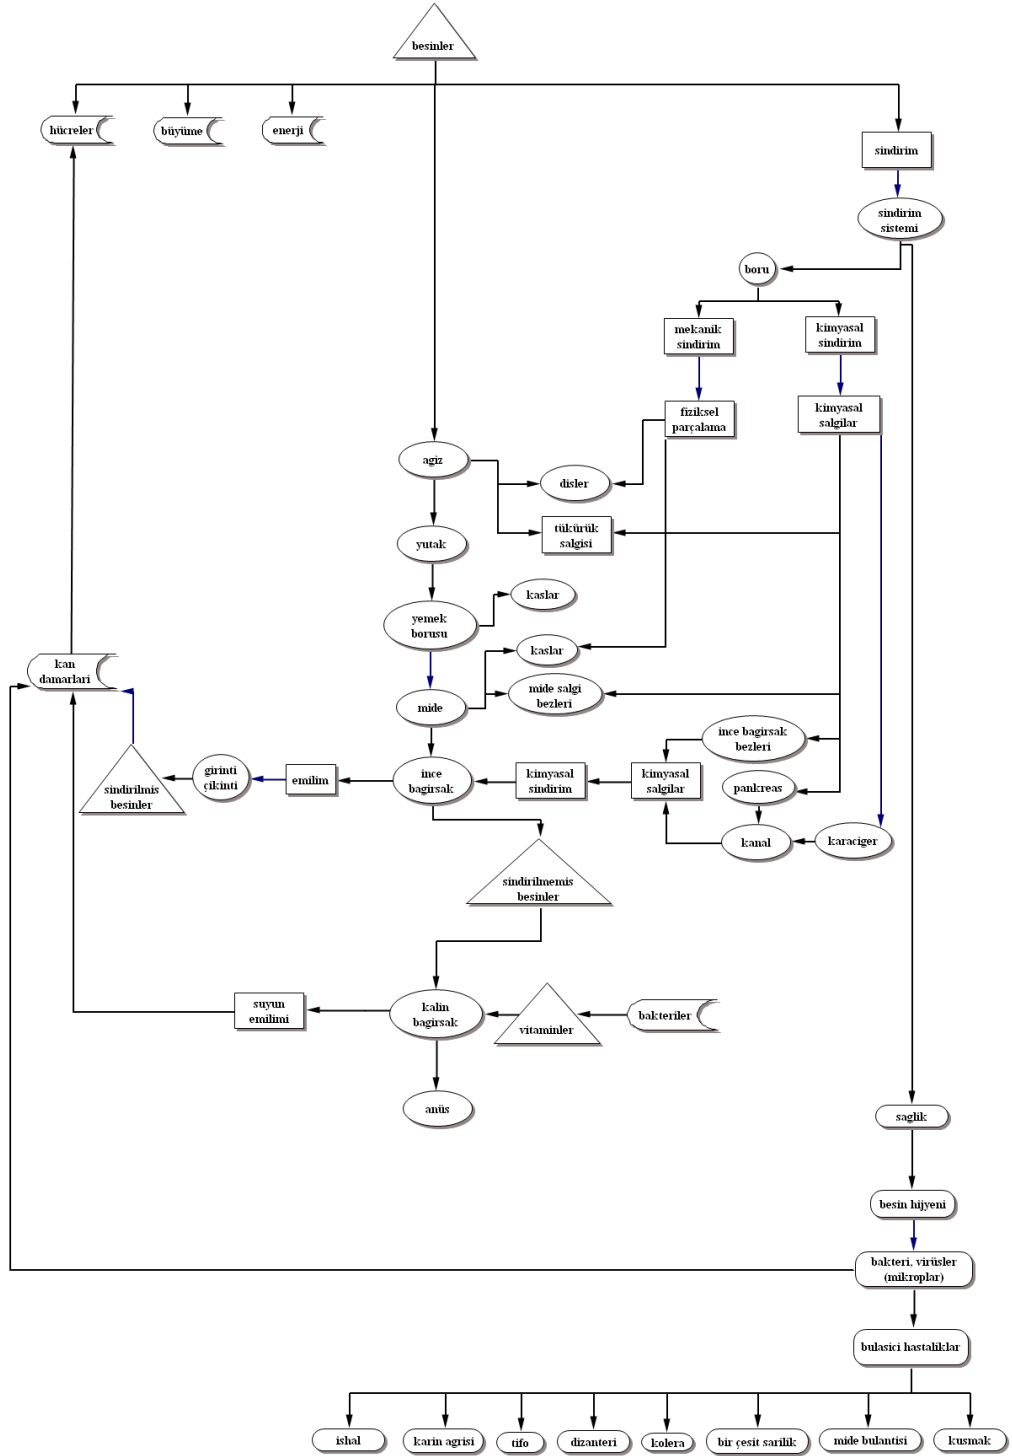 besinler
hücreler
büyüme
enerji
sindirim
sindirim
sistemi
boru
mekanik
sindirim
kimyasal
sindirim
fiziksel
parçalama
kimyasal
salgilar
agiz
disler
tükürük
salgisi
yutak
kaslar
yemek
borusu
kaslar
kan
damarlari
mide salgi
bezleri
mide
ince bagirsak
bezleri
girinti
çikinti
emilim
ince
bagirsak
kimyasal
sindirim
kimyasal
salgilar
pankreas
sindirilmis
besinler
kanal
karaciger
sindirilmemis
besinler
suyun
emilimi
kalin
bagirsak
vitaminler
bakteriler
anüs
saglik
besin hijyeni
bakteri, virüsler
(mikroplar)
bulasici hastaliklar
ishal
karin agrisi
tifo
dizanteri
kolera
bir çesit sarilik
mide bulantisi
kusmak